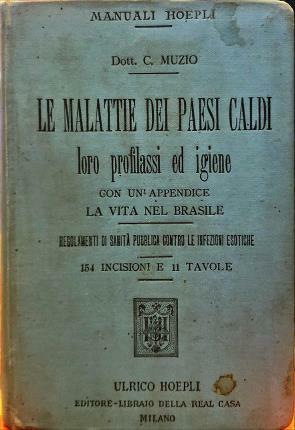 MANUALI HOEPLI
Dott. C. MUZIO
LE MALATTIE DEI PAESI CALDI
loro profilassi ed igiene
CON UN' APPENDICE
LA VITA NEL BRASILE
REGOLAMENTI DI SANITÀ PUBBLICA CONTRO LE INFEZIONI ESOTICHE
154 INCISIONI E 11 TAVOLE
ULRICO HOEPLI
EDITORE-LIBRAIO DELLA REAL CASA
MILANO